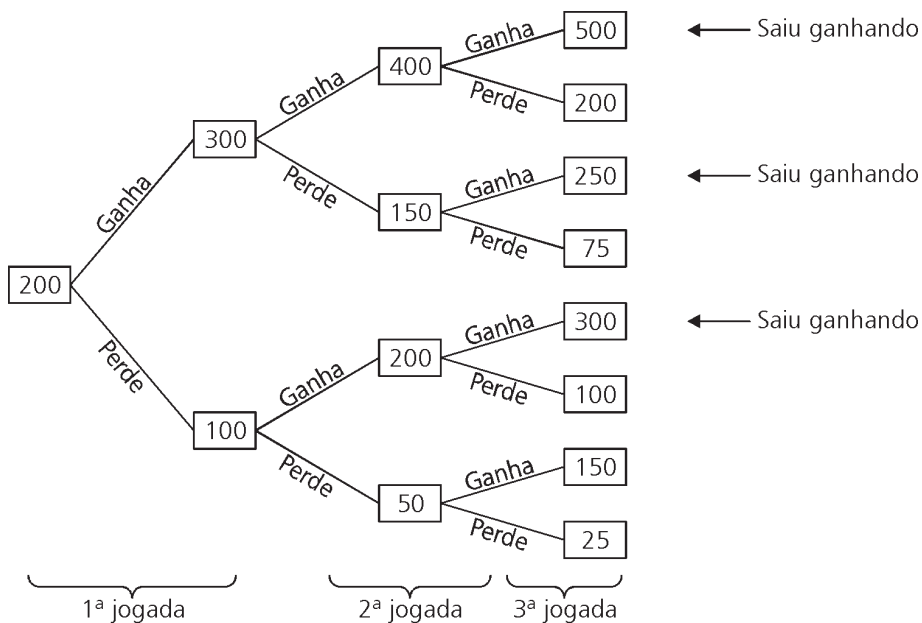 Ganha 500 Saiu ganhando
400
Ganha Perde 200
300
Ganha Perde Ganha 250 Saiu ganhando
150
Perde 75
200
Ganha 300 Saiu ganhando
Perde Ganha 200
Perde 100
100
Perde Ganha 150
50
Perde 25
1ª jogada 2ª jogada 3ª jogada